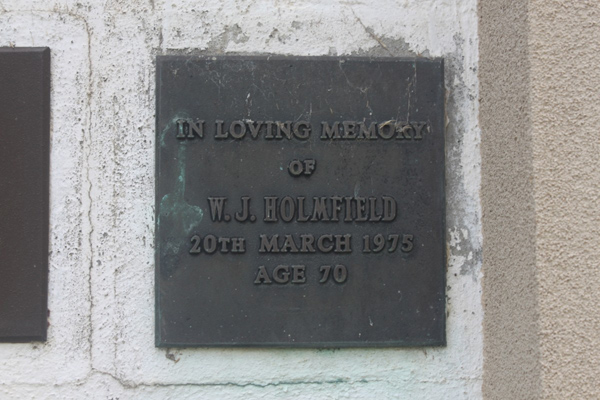 IN LOVING MEMORY
OF
W. J. HOLMFIELD
20TH MARCH 1975
AGE 70